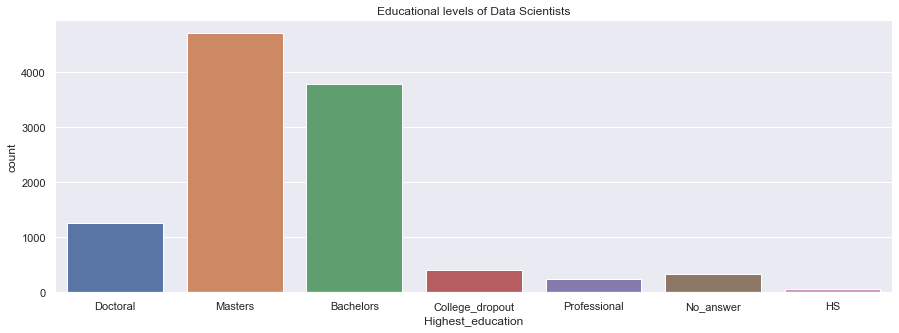 Educational levels of Data Scientists
count
4000
3000
2000
1000
0
Doctoral Masters Bachelors College_dropout Professional No_answer HS
Highest_education